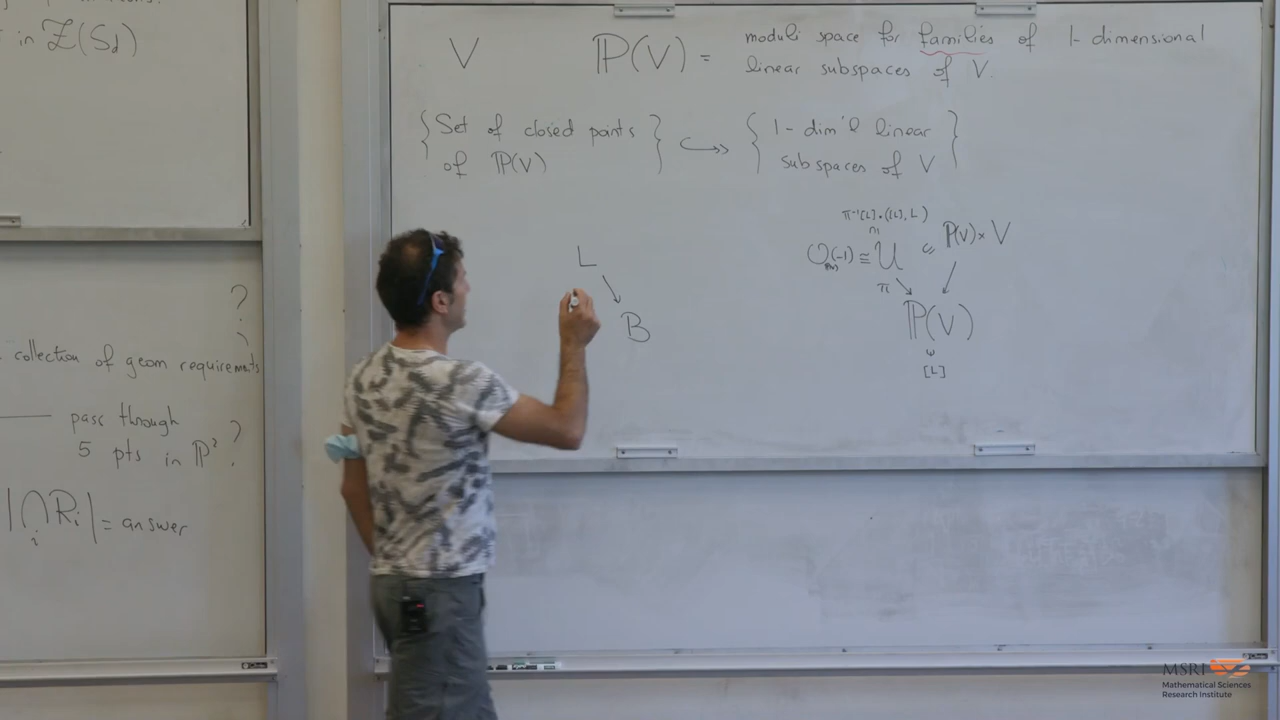 in Z(S_d)
?
collection of geom requirements
pass through ?
5 pts in P²
|∩_i R_i| = answer
V P(V) = moduli space for families of 1-dimensional
linear subspaces of V.
{ Set of closed points of P(V) } ↪→ { 1-dim'l linear subspaces of V }
π⁻¹[L] = ([L], L)
∩
O_P(V)(-1) ≅ U ⊂ P(V) × V
π
P(V)
[L]
L
B
MSRI
Mathematical Sciences
Research Institute